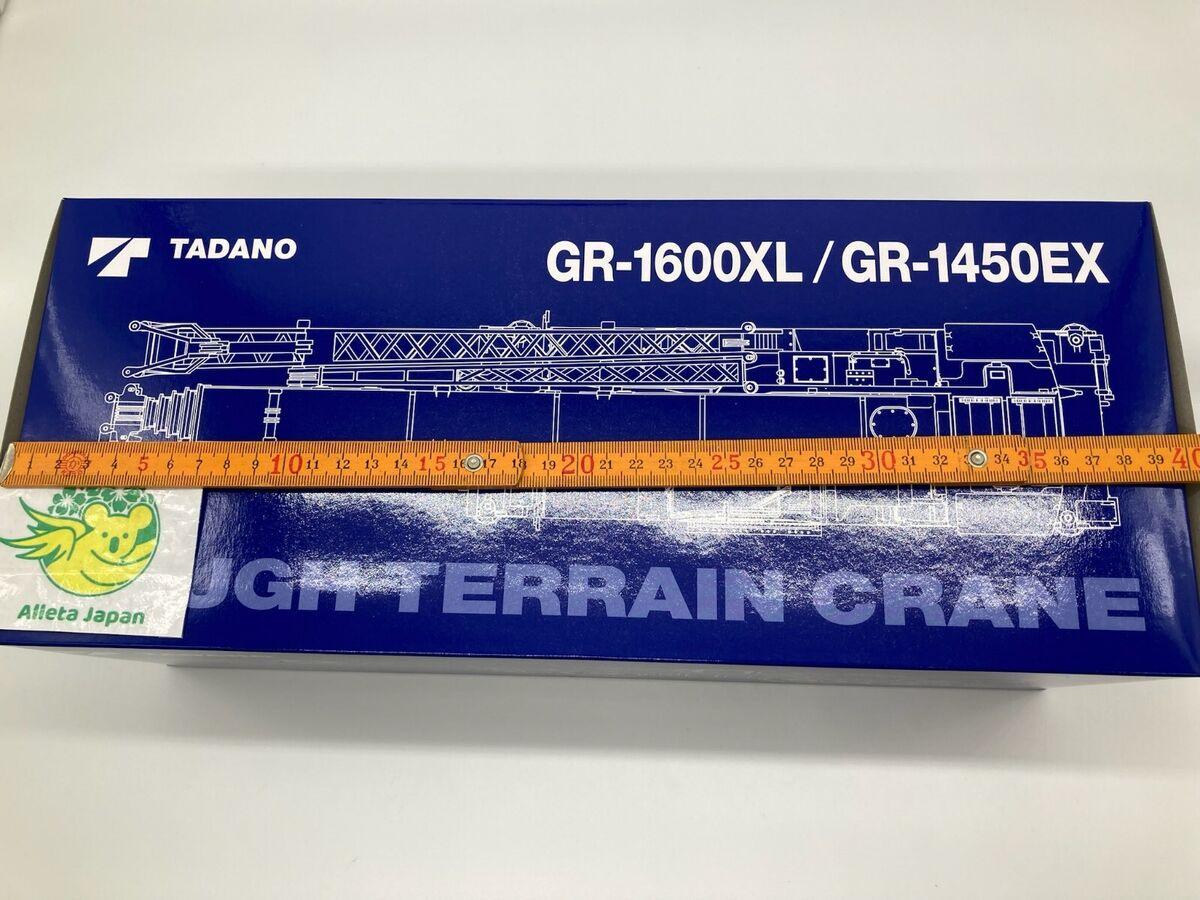 TADANO
GR-1600XL / GR-1450EX
1 2 3 4 5 6 7 8 9 10 11 12 13 14 15 16 17 18 19 20 21 22 23 24 25 26 27 28 29 30 31 32 33 34 35 36 37 38 39 40
UGH TERRAIN CRANE
Alleta Japan